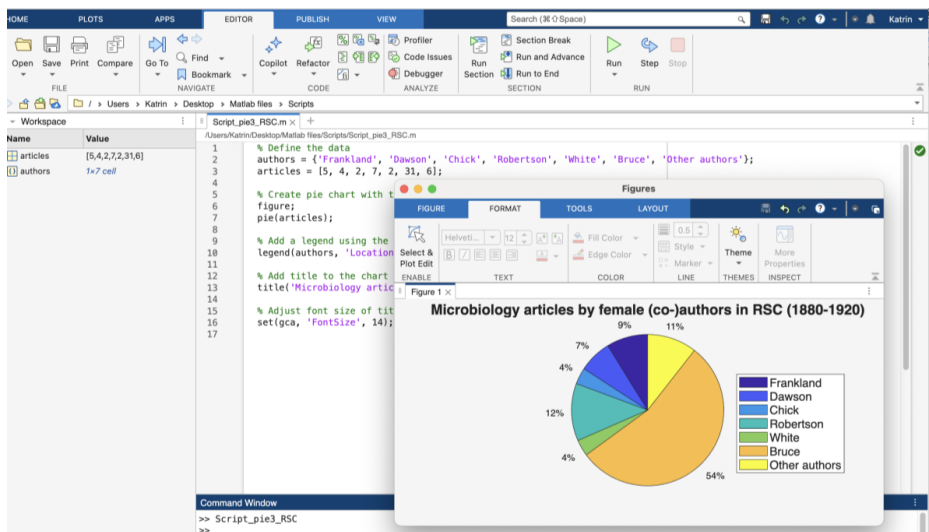 HOME PLOTS APPS EDITOR PUBLISH VIEW Search (⌘⇧Space) Katrin
Open Save Print Compare Go To Find Bookmark Copilot Refactor Profiler Code Issues Debugger Run Section Section Break Run and Advance Run to End Run Step Stop
FILE NAVIGATE CODE ANALYZE SECTION RUN
/ › Users › Katrin › Desktop › Matlab files › Scripts
Workspace
Name Value
articles [5,4,2,7,2,31,6]
authors 1×7 cell
Script_pie3_RSC.m × +
/Users/Katrin/Desktop/Matlab files/Scripts/Script_pie3_RSC.m
1 % Define the data
2 authors = {'Frankland', 'Dawson', 'Chick', 'Robertson', 'White', 'Bruce', 'Other authors'};
3 articles = [5, 4, 2, 7, 2, 31, 6];
4
5 % Create pie chart with t
6 figure;
7 pie(articles);
8
9 % Add a legend using the
10 legend(authors, 'Location
11
12 % Add title to the chart
13 title('Microbiology artic
14
15 % Adjust font size of tit
16 set(gca, 'FontSize', 14);
17
Figures
FIGURE FORMAT TOOLS LAYOUT
Select & Plot Edit Helveti... 12 B I Fill Color Edge Color 0.5 Style Marker Theme More Properties
ENABLE TEXT COLOR LINE THEMES INSPECT
Figure 1 ×
Microbiology articles by female (co-)authors in RSC (1880-1920)
9% 11%
7%
4%
12%
4%
54%
Frankland
Dawson
Chick
Robertson
White
Bruce
Other authors
Command Window
>> Script_pie3_RSC
>>